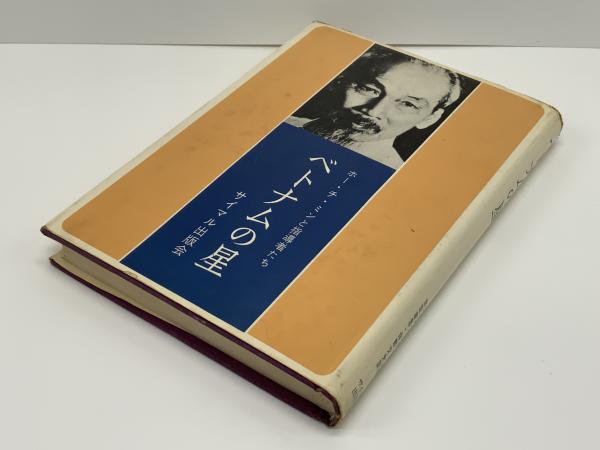 ホー・チ・ミンと指導者たち
ベトナムの星
サイマル出版会